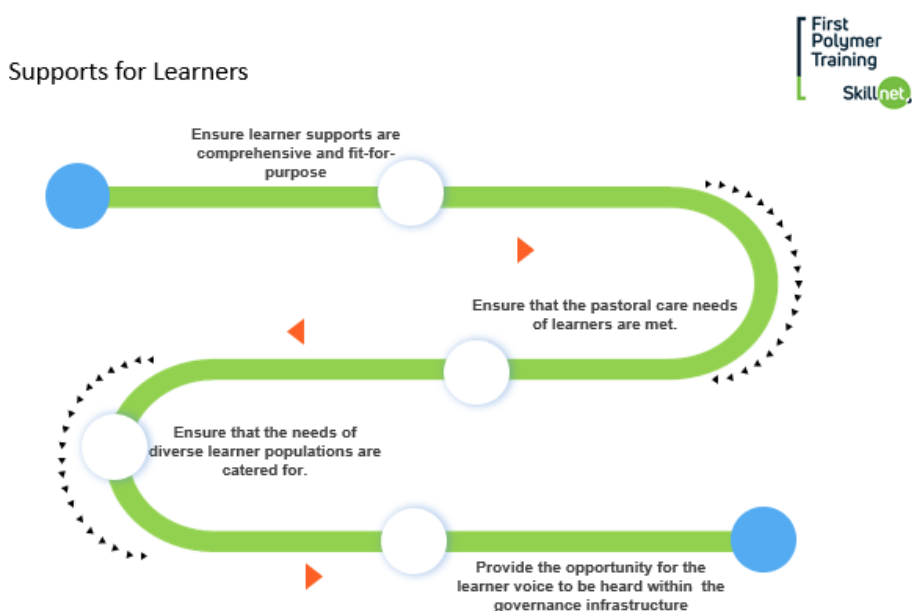 First
Polymer
Training
Skillnet
Supports for Learners
Ensure learner supports are
comprehensive and fit-for-
purpose
Ensure that the pastoral care needs
of learners are met.
Ensure that the needs of
diverse learner populations are
catered for.
Provide the opportunity for the
learner voice to be heard within the
governance infrastructure